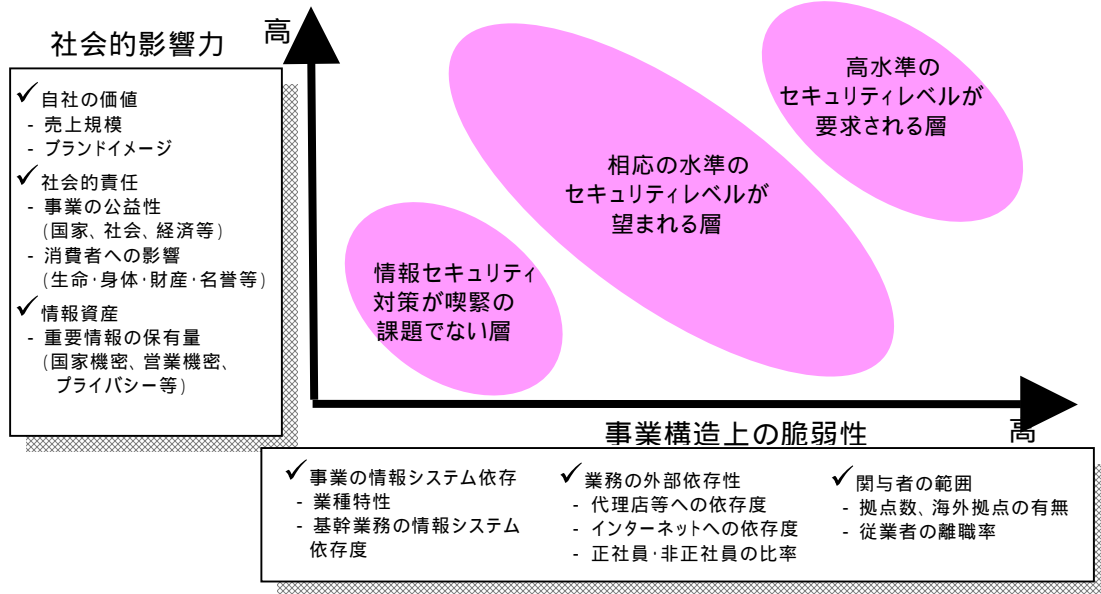 社会的影響力
高
✓自社の価値
- 売上規模
- ブランドイメージ
✓社会的責任
- 事業の公益性
(国家、社会、経済等)
- 消費者への影響
(生命・身体・財産・名誉等)
✓情報資産
- 重要情報の保有量
(国家機密、営業機密、
プライバシー等)
高水準の
セキュリティレベルが
要求される層
相応の水準の
セキュリティレベルが
望まれる層
情報セキュリティ
対策が喫緊の
課題でない層
事業構造上の脆弱性
高
✓事業の情報システム依存
- 業種特性
- 基幹業務の情報システム
依存度
✓業務の外部依存性
- 代理店等への依存度
- インターネットへの依存度
- 正社員・非正社員の比率
✓関与者の範囲
- 拠点数、海外拠点の有無
- 従業者の離職率